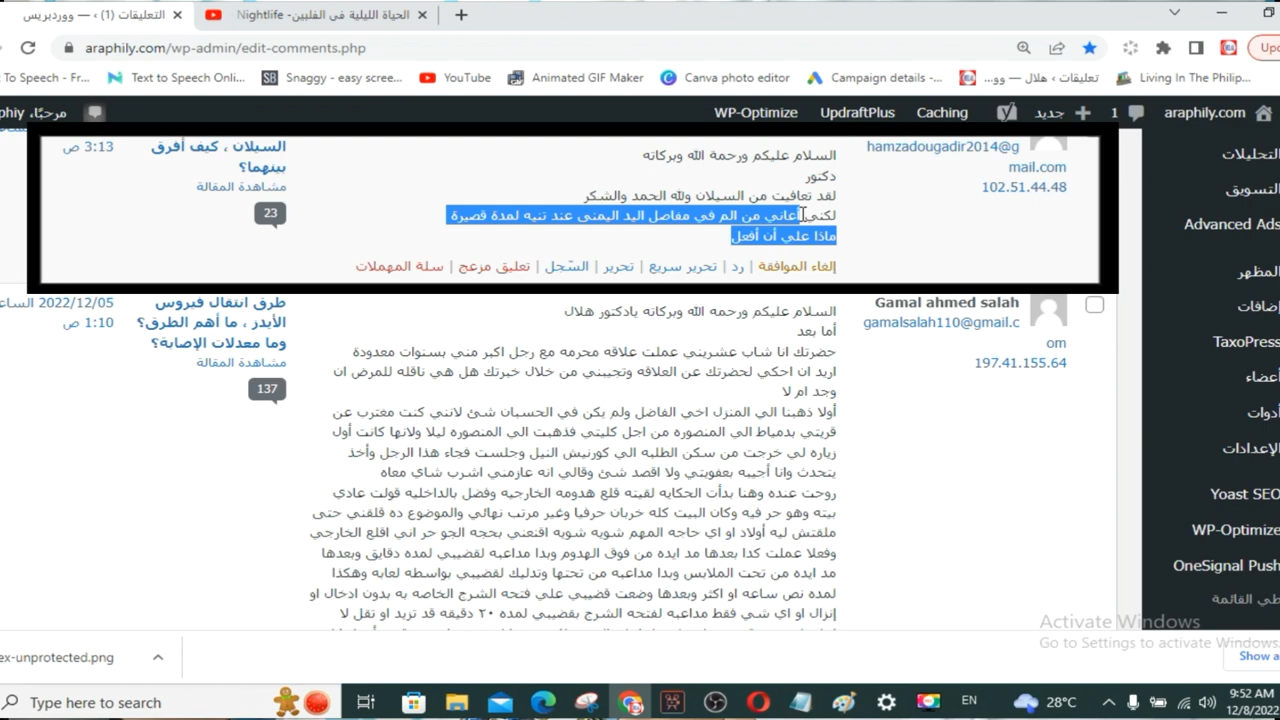 التعليقات (1) ‹ — ووردبريس
الحياة الليلية فى الفلبين- Nightlife
araphily.com/wp-admin/edit-comments.php
To Speech - Fr...
Text to Speech Onli...
Snaggy - easy scree...
YouTube
Animated GIF Maker
Canva photo editor
Campaign details -...
تعليقات ‹ هلال — وو...
Living In The Philip...
araphily.com
1
جديد
WP-Optimize
UpdraftPlus
Caching
مرحبًا،
التحليلات
التسويق
Advanced Ads
المظهر
إضافات
TaxoPress
أعضاء
أدوات
الإعدادات
Yoast SEO
WP-Optimize
OneSignal Push
طي القائمة
hamzadougadir2014@g
mail.com
102.51.44.48
السلام عليكم ورحمة الله وبركاته
دكتور
لقد تعافيت من السيلان ولله الحمد والشكر
لكني أعاني من الم في مفاصل اليد اليمنى عند تنيه لمدة قصيرة
ماذا علي أن أفعل
إلغاء الموافقة | رد | تحرير سريع | تحرير | السّجل | تعليق مزعج | سلة المهملات
السيلان ، كيف أفرق
بينهما؟
مشاهدة المقالة
23
3:13 ص
Gamal ahmed salah
gamalsalah110@gmail.c
om
197.41.155.64
السلام عليكم ورحمه الله وبركاته يادكتور هلال
أما بعد
حضرتك انا شاب عشريني عملت علاقه محرمه مع رجل اكبر مني بسنوات معدودة
اريد ان احكي لحضرتك عن العلاقه وتجيبني من خلال خبرتك هل هي ناقله للمرض ان
وجد ام لا
أولا ذهبنا الي المنزل اخي الفاضل ولم يكن في الحسبان شئ لانني كنت مغترب عن
قريتي بدمياط الي المنصوره من اجل كليتي فذهبت الي المنصوره ليلا ولانها كانت أول
زياره لي خرجت من سكن الطلبه الي كورنيش النيل وجلست فجاء هذا الرجل وأخذ
يتحدث وانا أجيبه بعفويتي ولا اقصد شئ وقالي انه عازمني اشرب شاي معاه
روحت عنده وهنا بدأت الحكايه لقيته قلع هدومه الخارجيه وفضل بالداخليه قولت عادي
بيته وهو حر فيه وكان البيت كله خربان حرفيا وغير مرتب نهائي والموضوع ده قلقني حتى
ملقتش ليه أولاد او اي حاجه المهم شويه شويه اقنعني بحجه الجو حر اني اقلع الخارجي
وفعلا عملت كدا بعدها مد ايده من فوق الهدوم وبدا مداعبه لقضيبي لمده دقايق وبعدها
مد ايده من تحت الملابس وبدا مداعبه من تحتها وتدليك لقضيبي بواسطه لعابه وهكذا
لمده نص ساعه او اكثر وبعدها وضعت قضيبي علي فتحه الشرج الخاصه به بدون ادخال او
إنزال او اي شي فقط مداعبه لفتحه الشرج بقضيبي لمده ٢٠ دقيقه قد تزيد او تقل لا
طرق انتقال فيروس
الأيدز ، ما أهم الطرق؟
وما معدلات الإصابة؟
مشاهدة المقالة
137
2022/12/05
1:10 ص
Activate Windows
Go to Settings to activate Windows.
ex-unprotected.png
Show a
Type here to search
28°C
EN
9:52 AM
12/8/2022